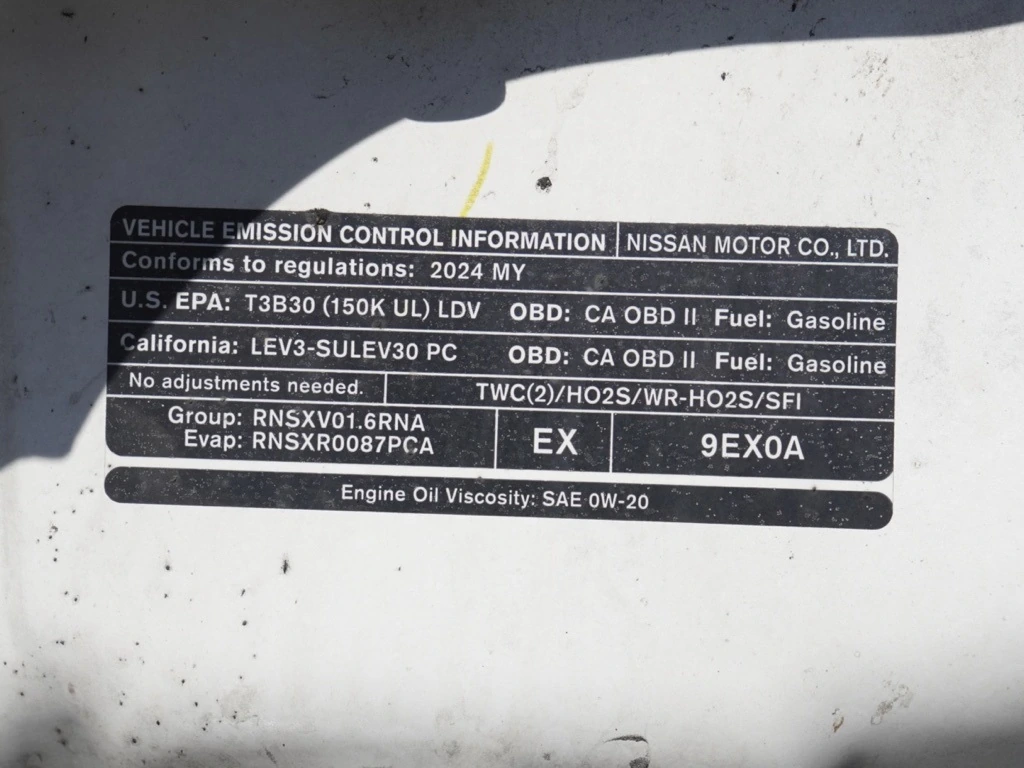 VEHICLE EMISSION CONTROL INFORMATION NISSAN MOTOR CO., LTD.
Conforms to regulations: 2024 MY
U.S. EPA: T3B30 (150K UL) LDV OBD: CA OBD II Fuel: Gasoline
California: LEV3-SULEV30 PC OBD: CA OBD II Fuel: Gasoline
No adjustments needed. TWC(2)/HO2S/WR-HO2S/SFI
Group: RNSXV01.6RNA
Evap: RNSXR0087PCA
EX 9EX0A
Engine Oil Viscosity: SAE 0W-20